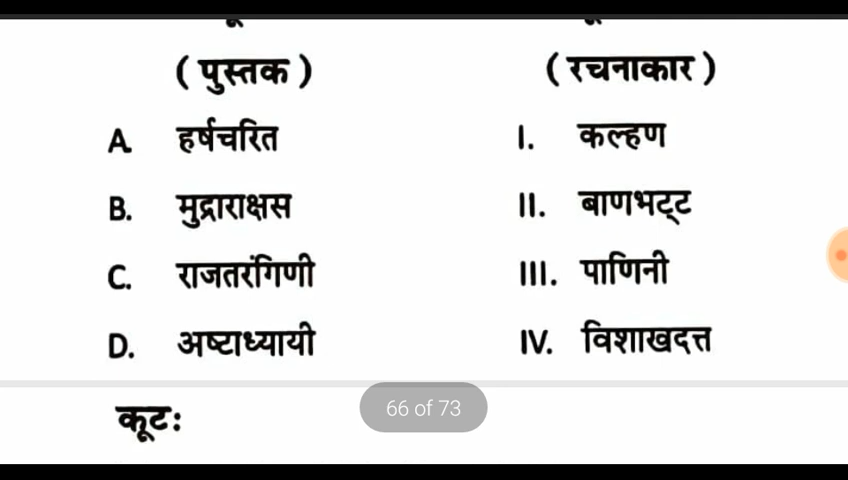 ( पुस्तक ) ( रचनाकार )
A. हर्षचरित I. कल्हण
B. मुद्राराक्षस II. बाणभट्ट
C. राजतरंगिणी III. पाणिनी
D. अष्टाध्यायी IV. विशाखदत्त
66 of 73
कूटः